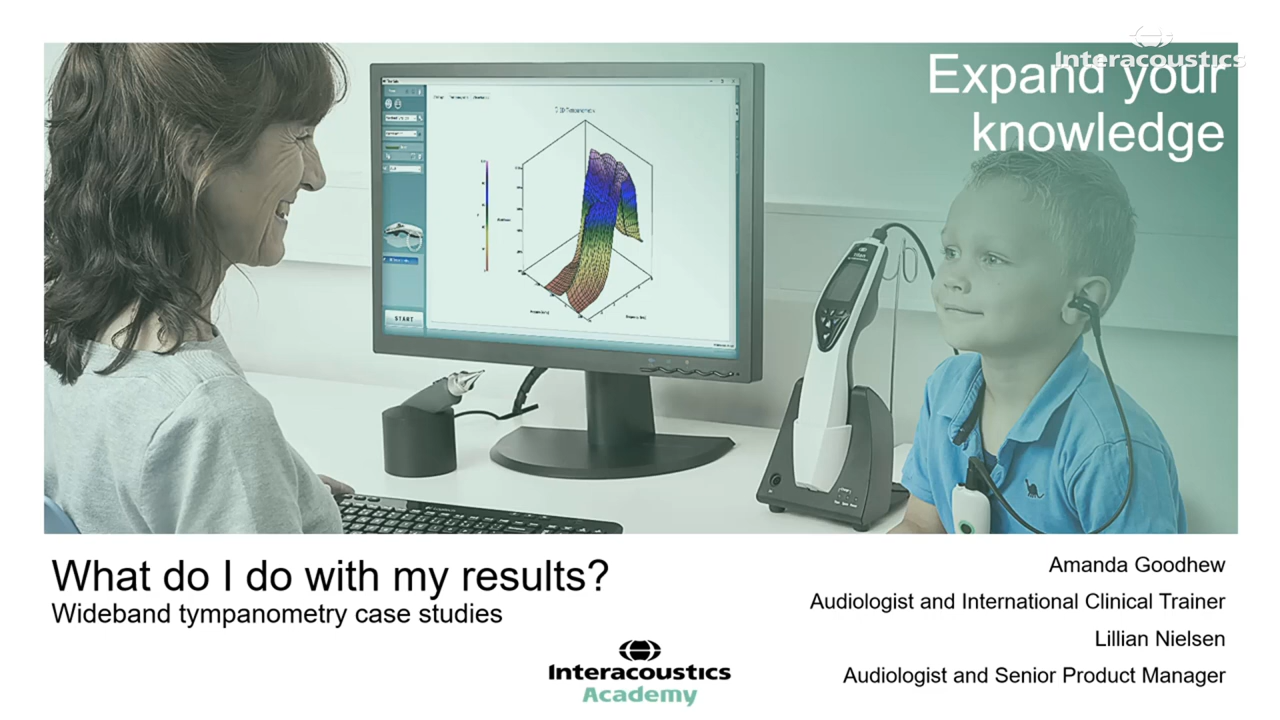 Interacoustics
Expand your
knowledge
START
What do I do with my results?
Wideband tympanometry case studies
Amanda Goodhew
Audiologist and International Clinical Trainer
Lillian Nielsen
Audiologist and Senior Product Manager
Interacoustics
Academy